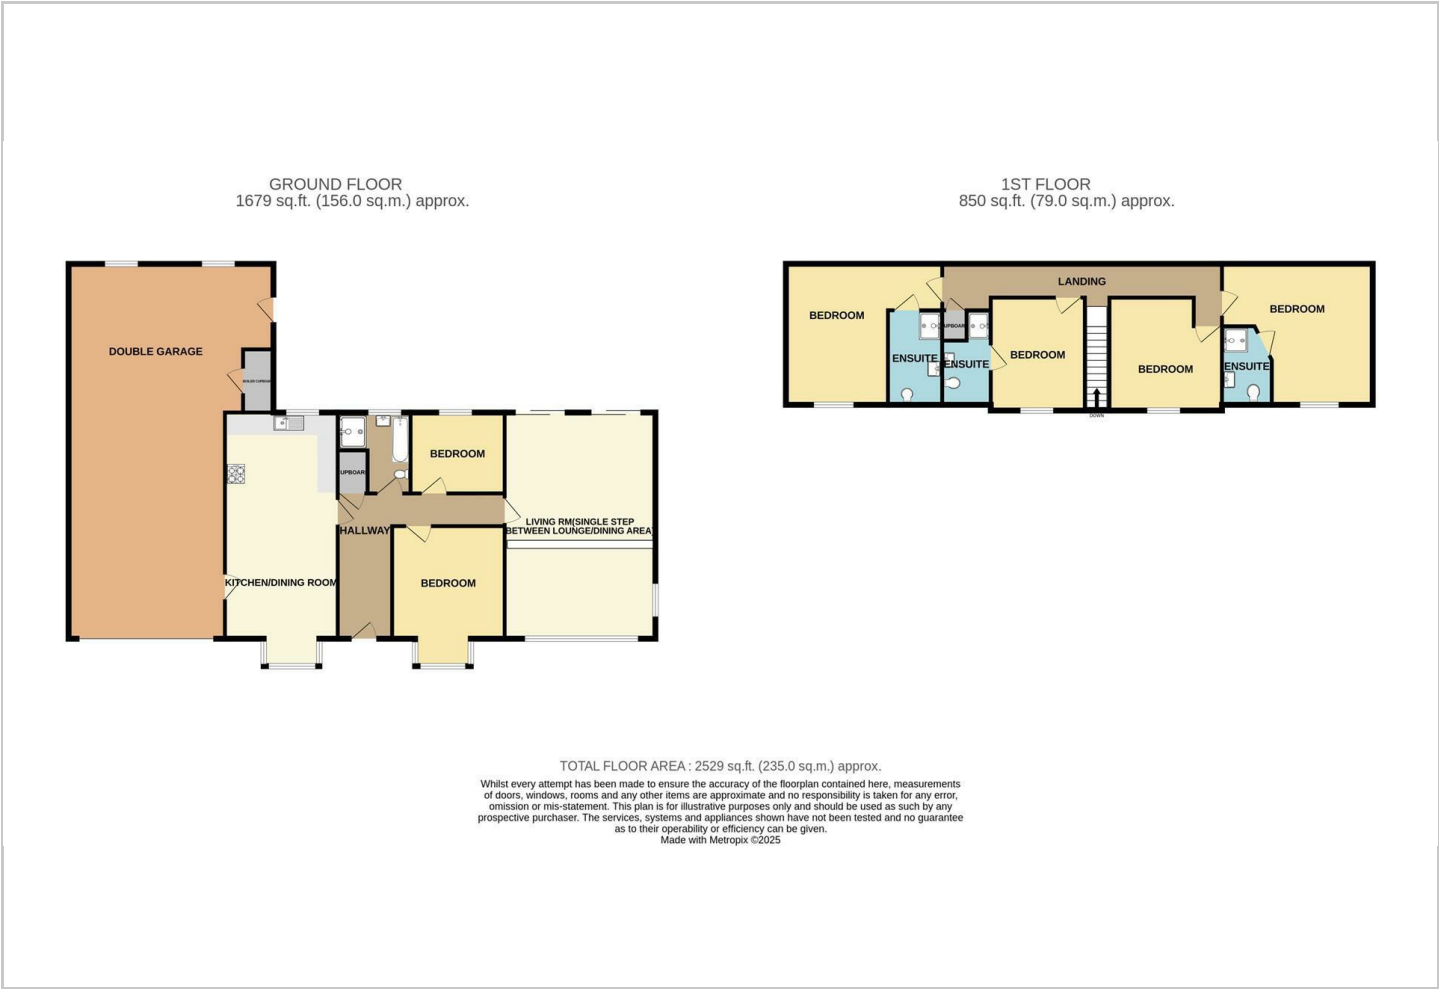 GROUND FLOOR
1679 sq.ft. (156.0 sq.m.) approx.
1ST FLOOR
850 sq.ft. (79.0 sq.m.) approx.
DOUBLE GARAGE
BOILER CUPBOARD
KITCHEN/DINING ROOM
UPBOAR
HALLWAY
BEDROOM
BEDROOM
LIVING RM(SINGLE STEP
BETWEEN LOUNGE/DINING AREA)
BEDROOM
ENSUITE
UPBOAR
ENSUITE
LANDING
BEDROOM
DOWN
BEDROOM
ENSUITE
BEDROOM
TOTAL FLOOR AREA : 2529 sq.ft. (235.0 sq.m.) approx.
Whilst every attempt has been made to ensure the accuracy of the floorplan contained here, measurements
of doors, windows, rooms and any other items are approximate and no responsibility is taken for any error,
omission or mis-statement. This plan is for illustrative purposes only and should be used as such by any
prospective purchaser. The services, systems and appliances shown have not been tested and no guarantee
as to their operability or efficiency can be given.
Made with Metropix ©2025